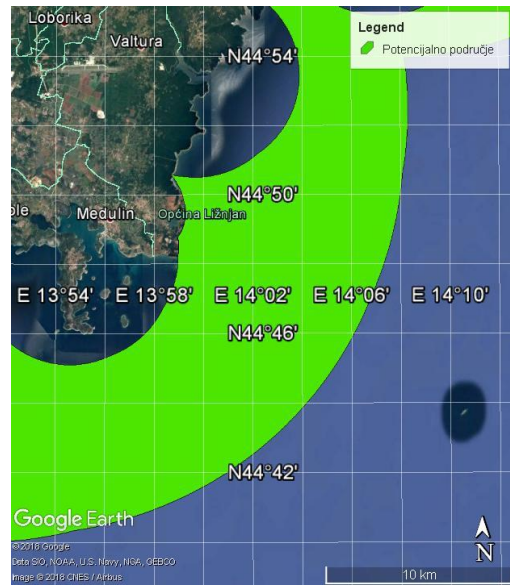 Loborika
Valtura
Legend
Potencijalno područje
N44°54'
N44°50'
Medulin
Općina Ližnjan
E 13°54' E 13°58' E 14°02' E 14°06' E 14°10'
N44°46'
N44°42'
Google Earth
©2018 Google
Data SIO, NOAA, U.S. Navy, NGA, GEBCO
Image © 2018 CNES / Airbus
N
10 km